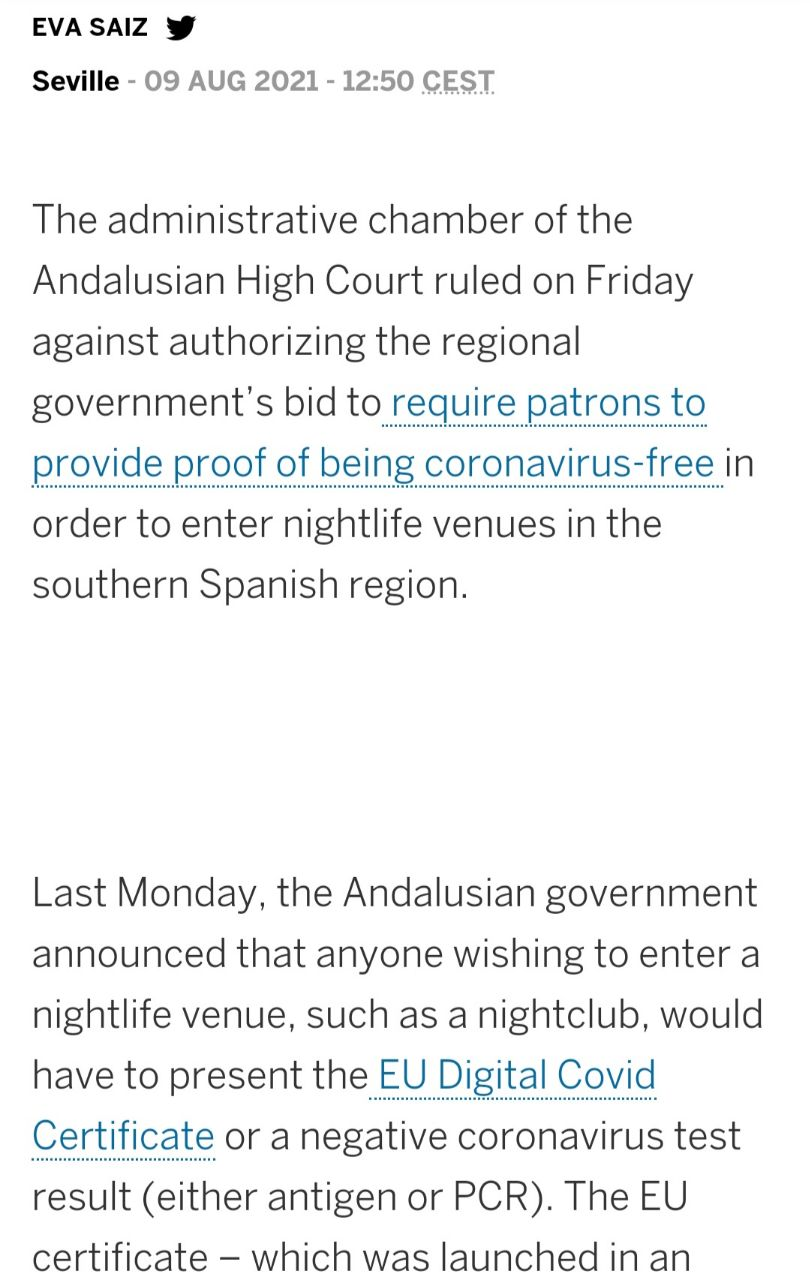 EVA SAIZ
Seville - 09 AUG 2021 - 12:50 CEST
The administrative chamber of the
Andalusian High Court ruled on Friday
against authorizing the regional
government’s bid to require patrons to
provide proof of being coronavirus-free in
order to enter nightlife venues in the
southern Spanish region.
Last Monday, the Andalusian government
announced that anyone wishing to enter a
nightlife venue, such as a nightclub, would
have to present the EU Digital Covid
Certificate or a negative coronavirus test
result (either antigen or PCR). The EU
certificate – which was launched in an